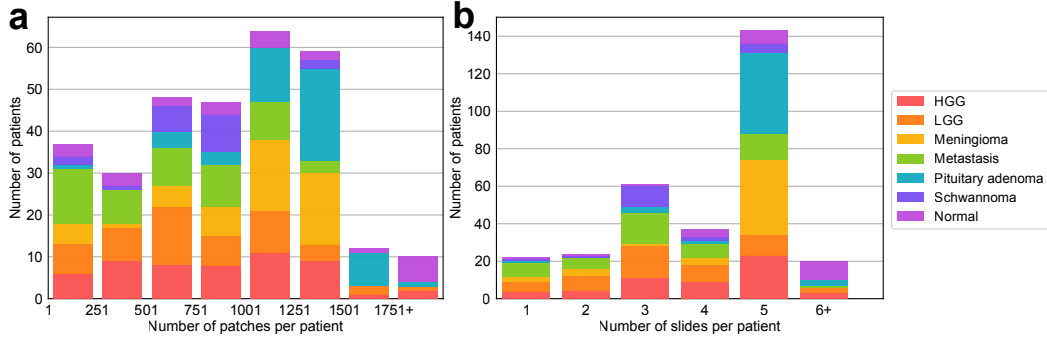 a
Number of patients
60
50
40
30
20
10
0
1 251 501 751 1001 1251 1501 1751+
Number of patches per patient
b
Number of patients
140
120
100
80
60
40
20
0
1 2 3 4 5 6+
Number of slides per patient
HGG
LGG
Meningioma
Metastasis
Pituitary adenoma
Schwannoma
Normal